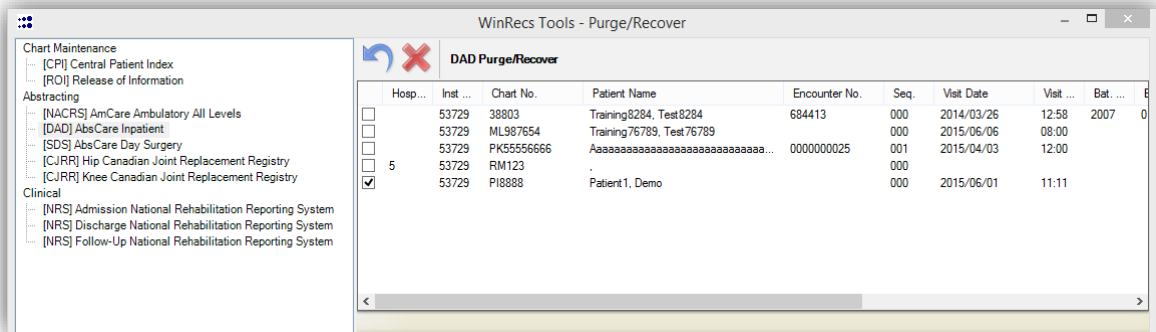 WinRecs Tools - Purge/Recover
Chart Maintenance
[CPI] Central Patient Index
[ROI] Release of Information
Abstracting
[NACRS] AmCare Ambulatory All Levels
[DAD] AbsCare Inpatient
[SDS] AbsCare Day Surgery
[CJRR] Hip Canadian Joint Replacement Registry
[CJRR] Knee Canadian Joint Replacement Registry
Clinical
[NRS] Admission National Rehabilitation Reporting System
[NRS] Discharge National Rehabilitation Reporting System
[NRS] Follow-Up National Rehabilitation Reporting System
DAD Purge/Recover
Hosp... Inst ... Chart No. Patient Name Encounter No. Seq. Visit Date Visit ... Bat. ...
53729 38803 Training8284, Test8284 684413 000 2014/03/26 12:58 2007 0
53729 ML987654 Training76789, Test76789 000 2015/06/06 08:00
53729 PK55556666 Aaaaaaaaaaaaaaaaaaaaaaaaaaaaa... 0000000025 001 2015/04/03 12:00
5 53729 RM123 , 000
53729 PI8888 Patient1, Demo 000 2015/06/01 11:11